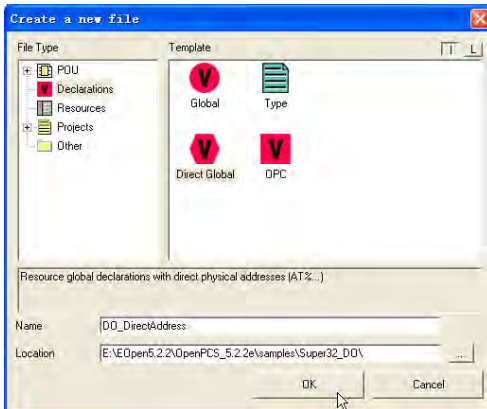 Create a new file
File Type
Template
I L
POU
Declarations
Resources
Projects
Other
V
Global
Type
V
Direct Global
V
OPC
V
Resource global declarations with direct physical addresses (AT%...)
Name
DO_DirectAddress
Location
E:\EOpen5.2.2\OpenPCS_5.2.2e\samples\Super32_DO\
...
OK
Cancel